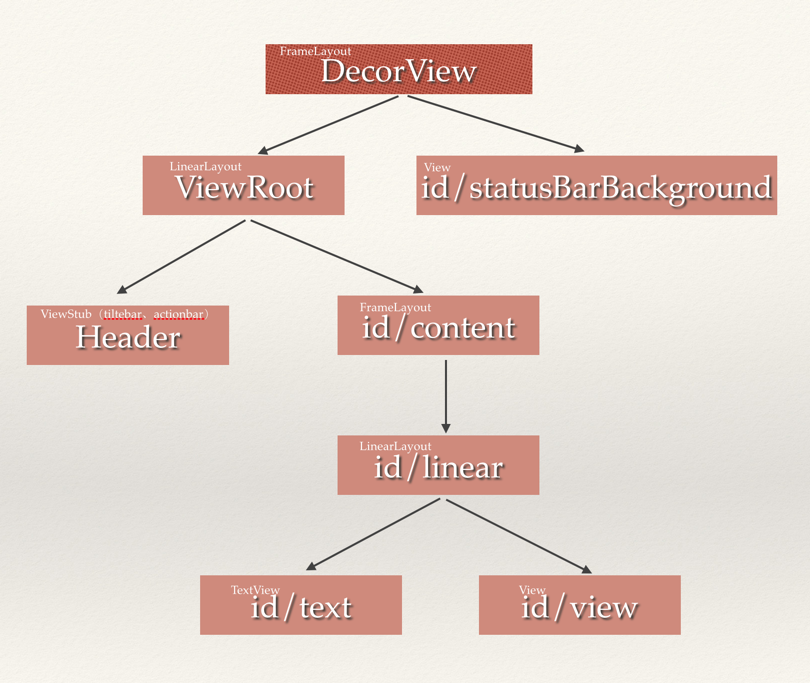 FrameLayout
DecorView
LinearLayout
ViewRoot
View
id/statusBarBackground
ViewStub（tiltebar、actionbar）
Header
FrameLayout
id/content
LinearLayout
id/linear
TextView
id/text
View
id/view